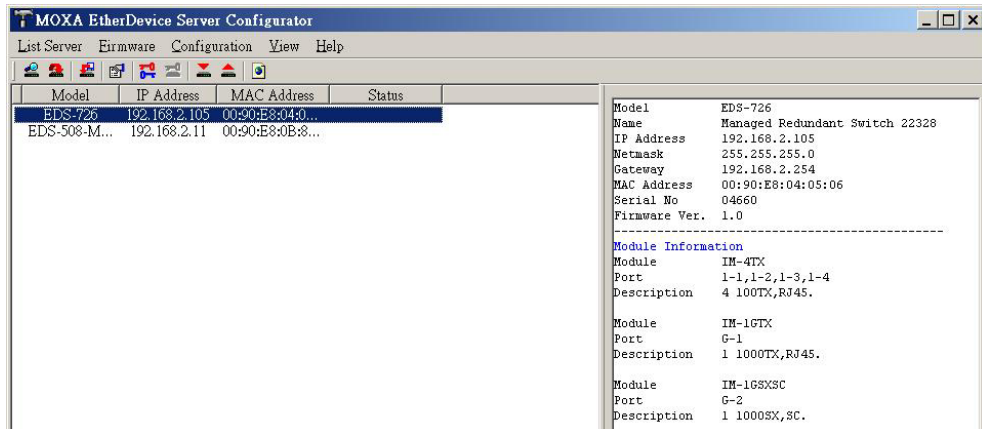 MOXA EtherDevice Server Configurator
List Server Firmware Configuration View Help
Model IP Address MAC Address Status
EDS-726 192.168.2.105 00:90:E8:04:0...
EDS-508-M... 192.168.2.11 00:90:E8:0B:8...
Model EDS-726
Name Managed Redundant Switch 22328
IP Address 192.168.2.105
Netmask 255.255.255.0
Gateway 192.168.2.254
MAC Address 00:90:E8:04:05:06
Serial No 04660
Firmware Ver. 1.0
Module Information
Module IM-4TX
Port 1-1,1-2,1-3,1-4
Description 4 100TX,RJ45.
Module IM-1GTX
Port G-1
Description 1 1000TX,RJ45.
Module IM-1GSXSC
Port G-2
Description 1 1000SX,SC.